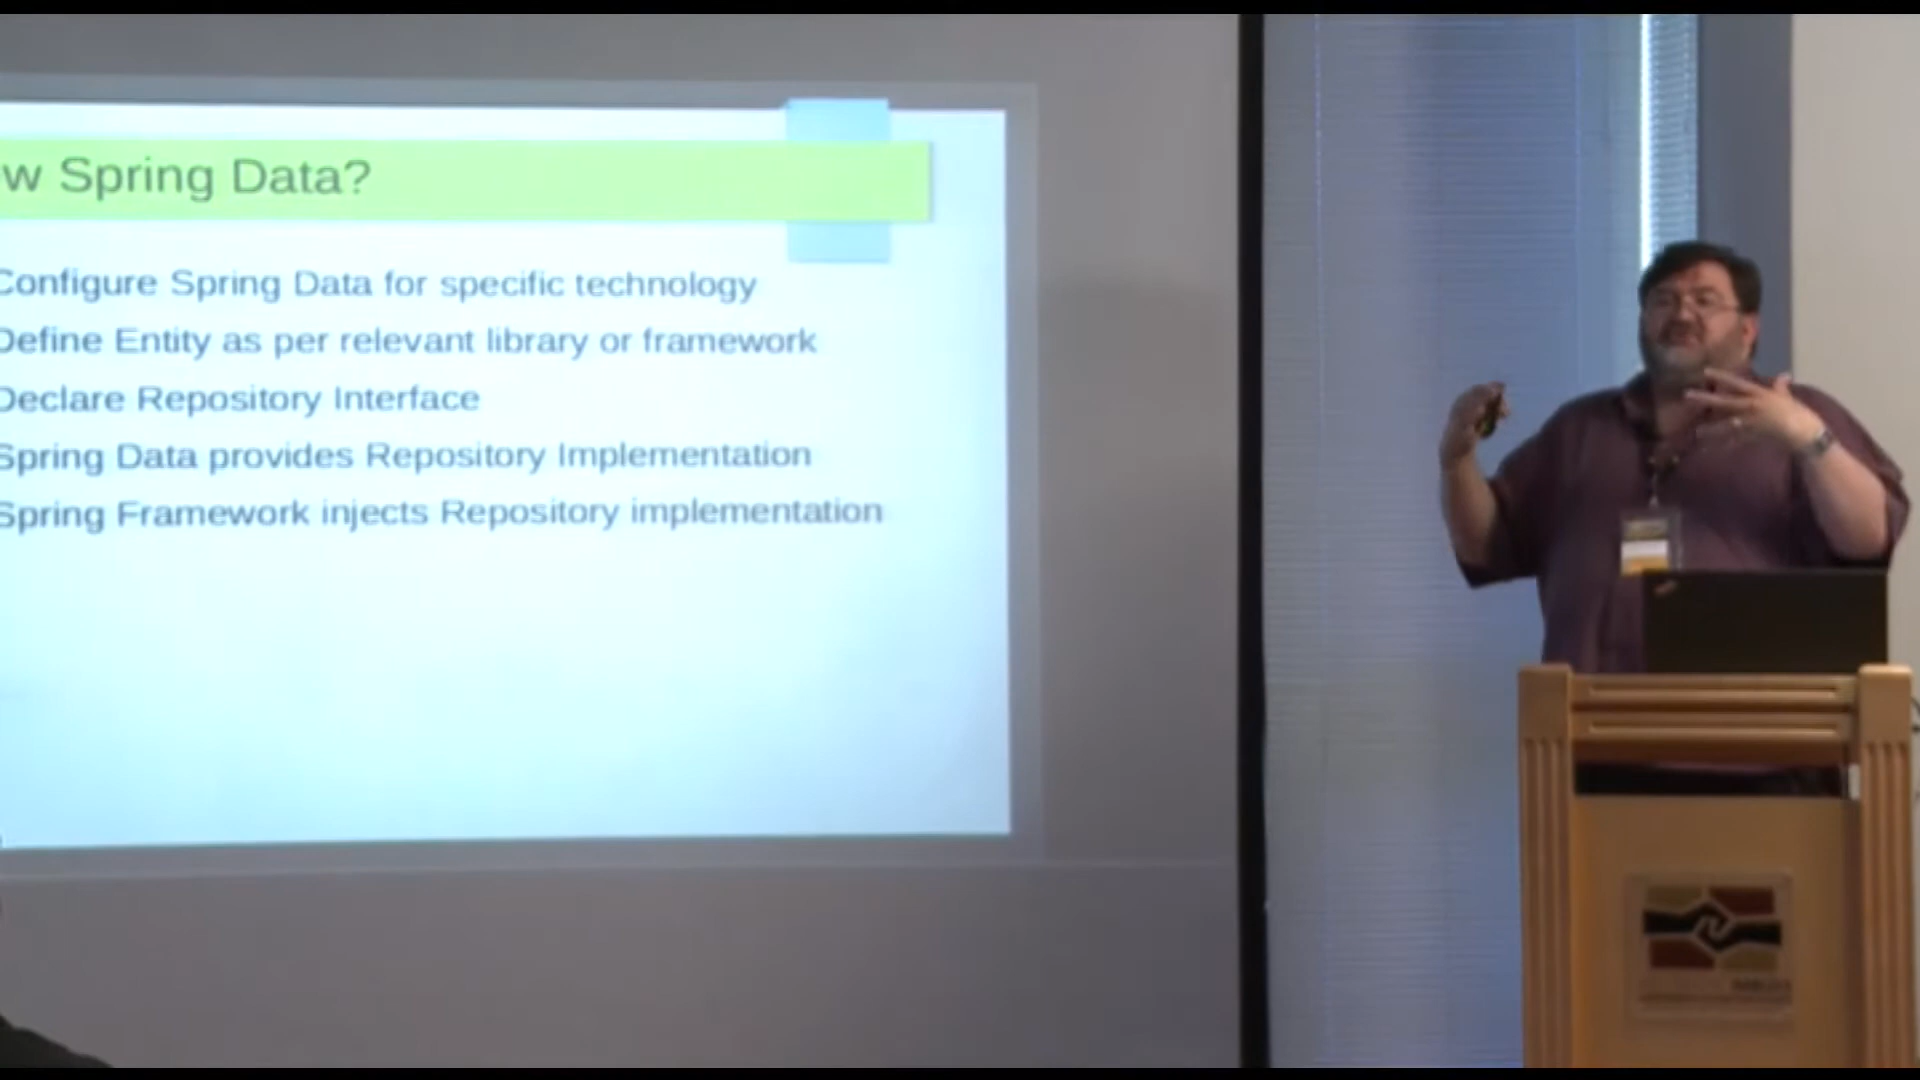 w Spring Data?
Configure Spring Data for specific technology
Define Entity as per relevant library or framework
Declare Repository Interface
Spring Data provides Repository Implementation
Spring Framework injects Repository implementation